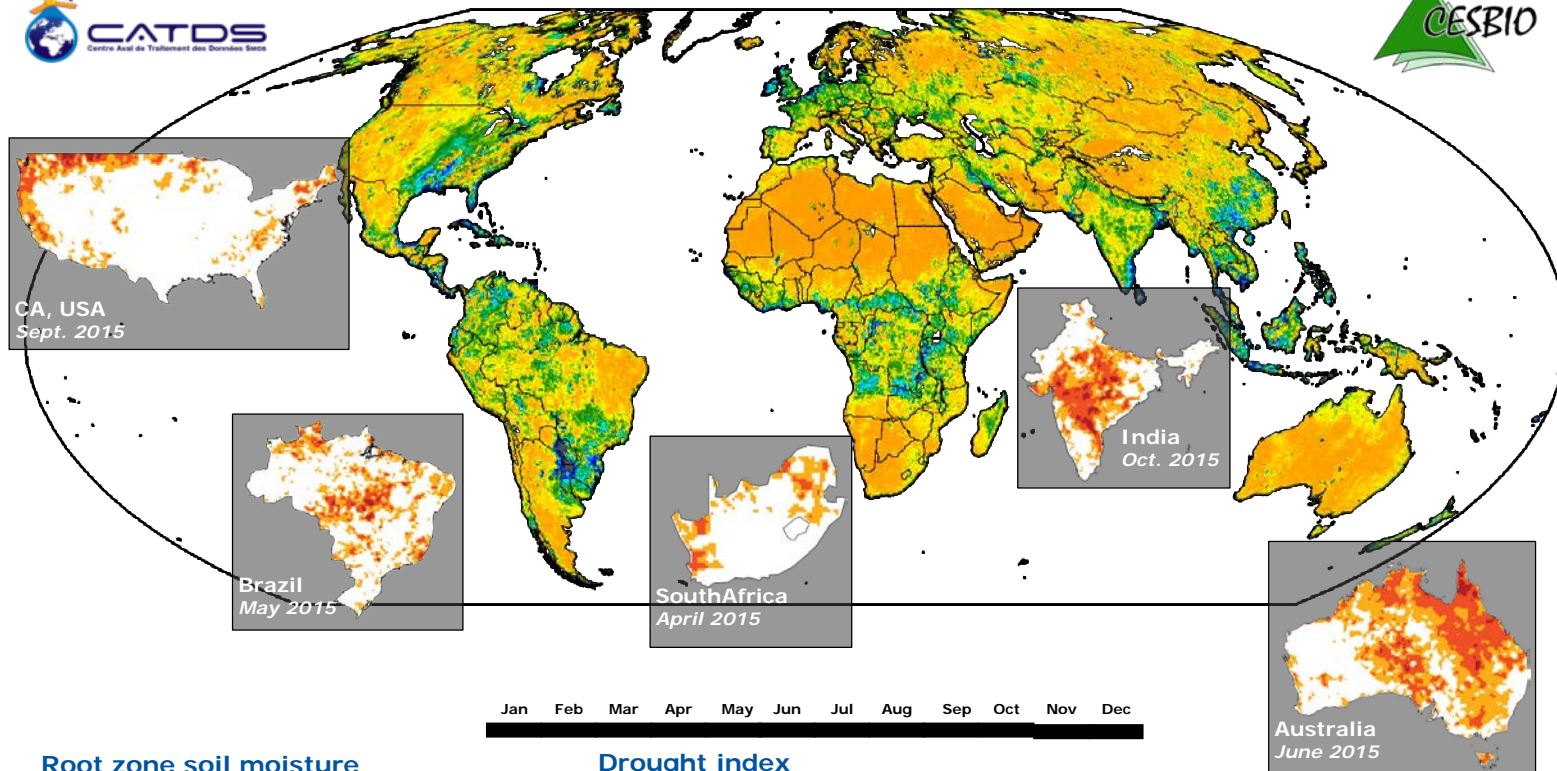 CATDS
Centre Aval de Traitement des Données SMOS
CESBIO
CA, USA
Sept. 2015
Brazil
May 2015
SouthAfrica
April 2015
India
Oct. 2015
Australia
June 2015
Jan Feb Mar Apr May Jun Jul Aug Sep Oct Nov Dec
Root zone soil moisture
Drought index